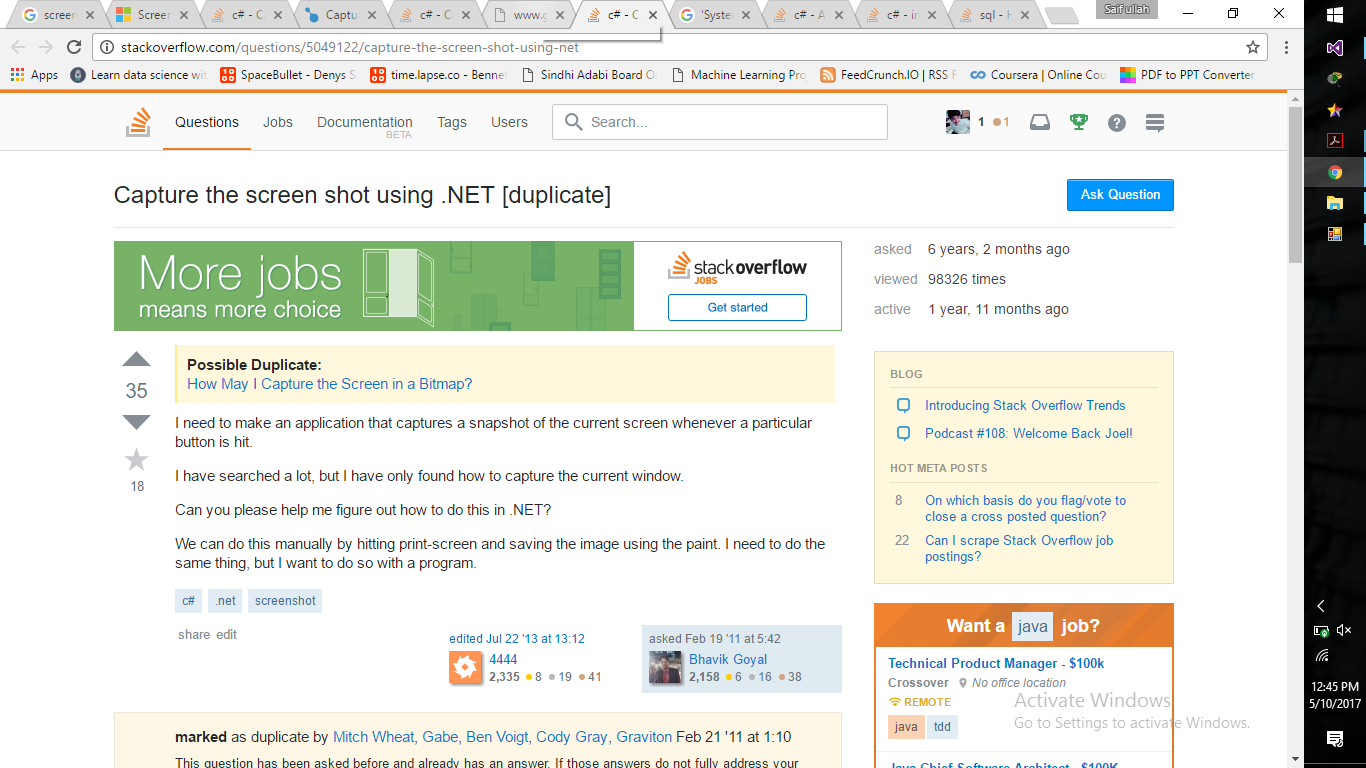 screen
Screen
c# - C
Captu
c# - C
www.g
c# - C
'Syste
c# - A
c# - in
sql - H
Saif ullah
stackoverflow.com/questions/5049122/capture-the-screen-shot-using-net
Apps
Learn data science wit
SpaceBullet - Denys S
time.lapse.co - Benne
Sindhi Adabi Board O
Machine Learning Pro
FeedCrunch.IO | RSS F
Coursera | Online Cou
PDF to PPT Converter
Questions
Jobs
Documentation
BETA
Tags
Users
Search...
1 1
Capture the screen shot using .NET [duplicate]
Ask Question
More jobs
means more choice
stackoverflow
JOBS
Get started
asked 6 years, 2 months ago
viewed 98326 times
active 1 year, 11 months ago
35
18
Possible Duplicate:
How May I Capture the Screen in a Bitmap?
I need to make an application that captures a snapshot of the current screen whenever a particular
button is hit.
I have searched a lot, but I have only found how to capture the current window.
Can you please help me figure out how to do this in .NET?
We can do this manually by hitting print-screen and saving the image using the paint. I need to do the
same thing, but I want to do so with a program.
c# .net screenshot
share edit
edited Jul 22 '13 at 13:12
4444
2,335 8 19 41
asked Feb 19 '11 at 5:42
Bhavik Goyal
2,158 6 16 38
marked as duplicate by Mitch Wheat, Gabe, Ben Voigt, Cody Gray, Graviton Feb 21 '11 at 1:10
This question has been asked before and already has an answer. If those answers do not fully address your
BLOG
Introducing Stack Overflow Trends
Podcast #108: Welcome Back Joel!
HOT META POSTS
8 On which basis do you flag/vote to
close a cross posted question?
22 Can I scrape Stack Overflow job
postings?
Want a java job?
Technical Product Manager - $100k
Crossover No office location
REMOTE
java tdd
Java Chief Software Architect - $100K
Activate Windows
Go to Settings to activate Windows.
12:45 PM
5/10/2017